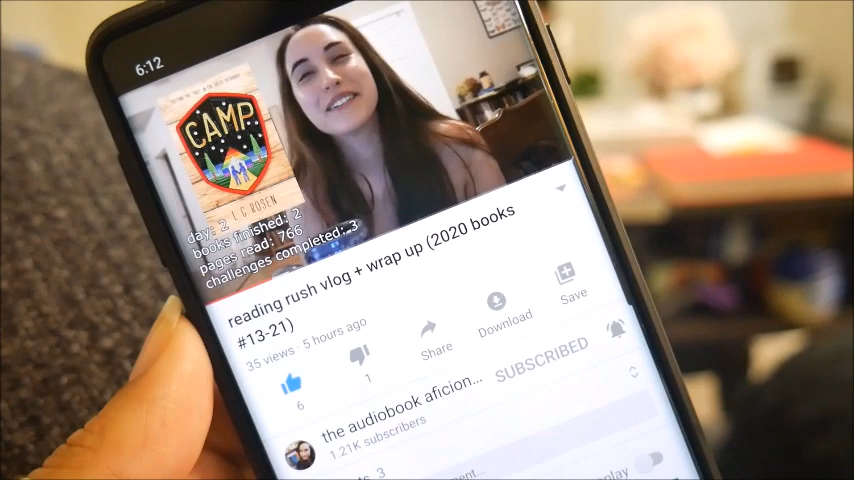 6:12
CAMP
L C ROSEN
day: 2
books finished: 2
pages read: 766
challenges completed: 3
reading rush vlog + wrap up (2020 books
#13-21)
35 views · 5 hours ago
6
1
Share
Download
Save
the audiobook aficion...
SUBSCRIBED
1.21K subscribers
3